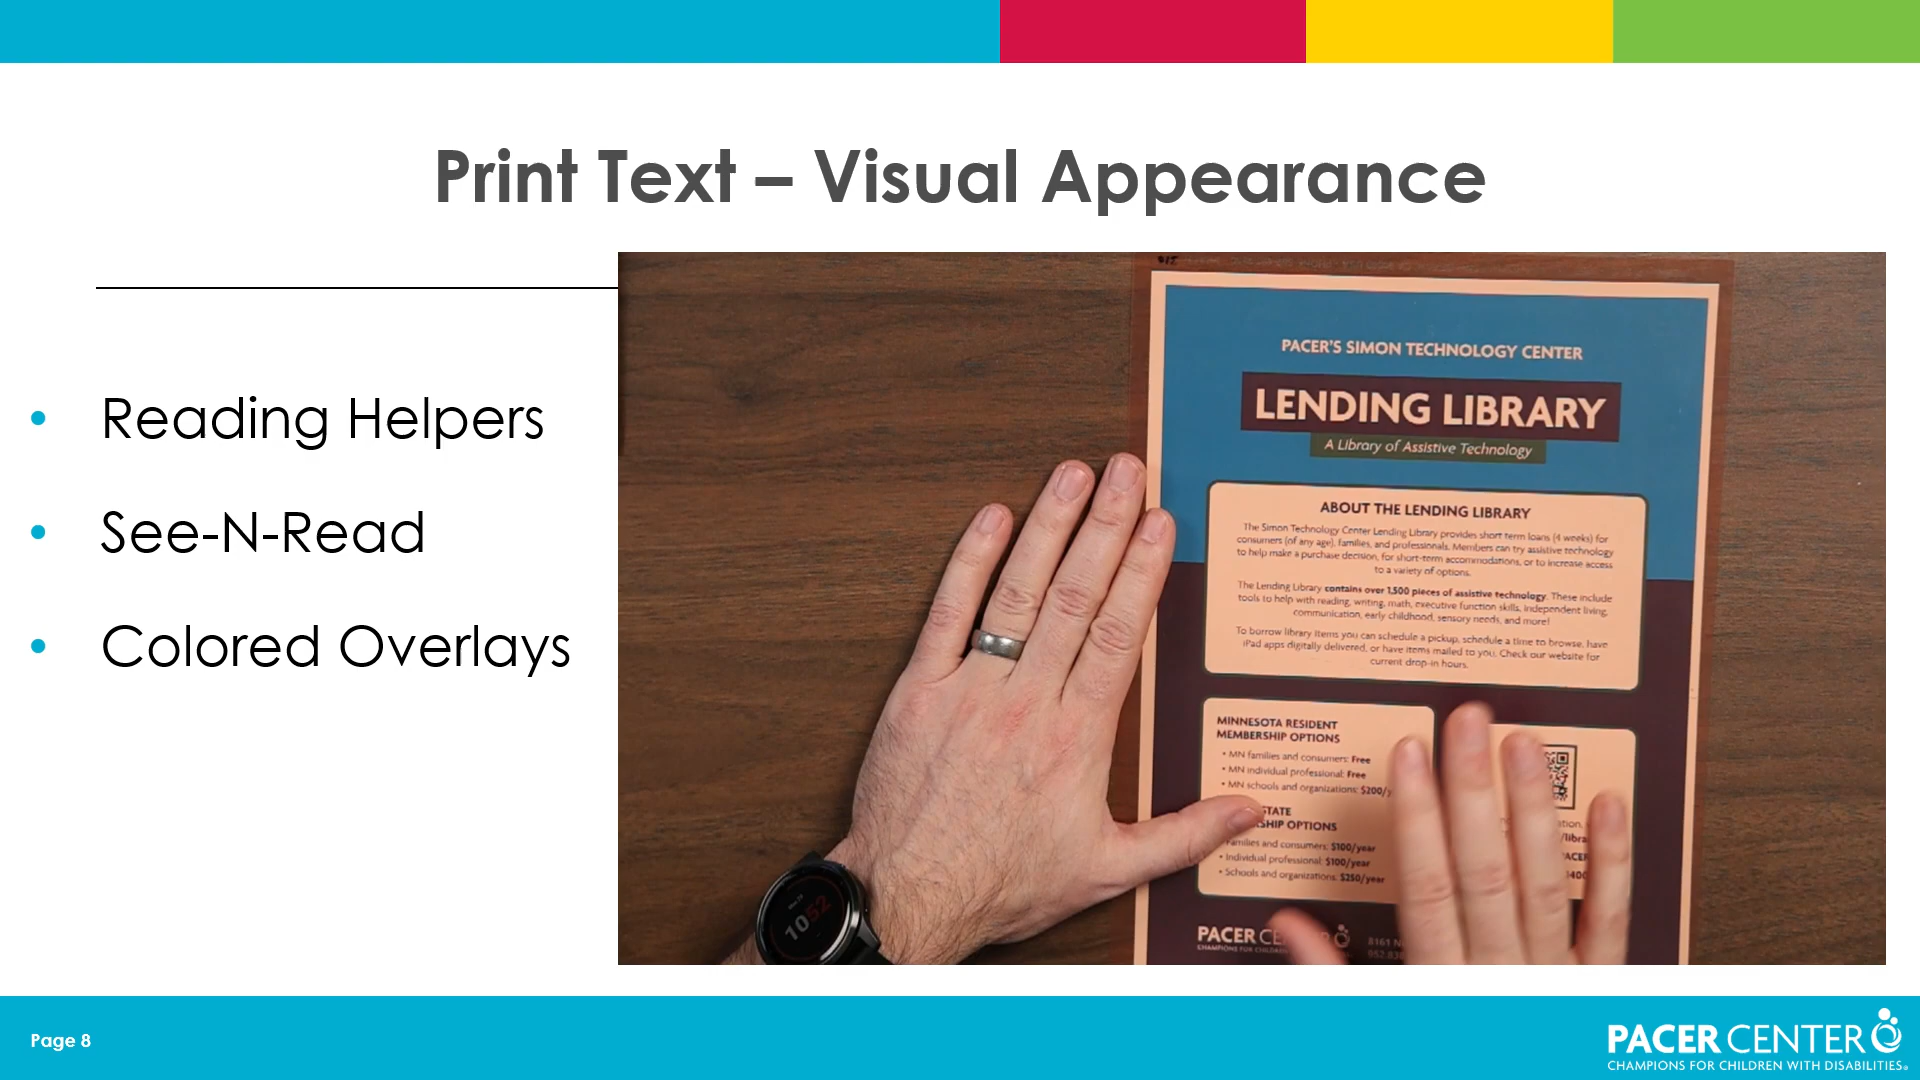 Print Text – Visual Appearance
• Reading Helpers
• See-N-Read
• Colored Overlays
PACER'S SIMON TECHNOLOGY CENTER
LENDING LIBRARY
A Library of Assistive Technology
ABOUT THE LENDING LIBRARY
The Simon Technology Center Lending Library provides short term loans (4 weeks) for
consumers (of any age), families, and professionals. Members can try assistive technology
to help make a purchase decision, for short-term accommodations, or to increase access
to a variety of options.
The Lending Library contains over 1,500 pieces of assistive technology. These include
tools to help with reading, writing, math, executive function skills, independent living,
communication, early childhood, sensory needs, and more!
To borrow library items you can schedule a pickup, schedule a time to browse, have
iPad apps digitally delivered, or have items mailed to you. Check our website for
current drop-in hours.
MINNESOTA RESIDENT
MEMBERSHIP OPTIONS
• MN families and consumers: Free
• MN individual professional: Free
• MN schools and organizations: $200/y
STATE
SHIP OPTIONS
Families and consumers: $100/year
• Individual professional: $100/year
• Schools and organizations: $250/year
PACER CE
8161 N
952.838
1052
Page 8
PACER CENTER
CHAMPIONS FOR CHILDREN WITH DISABILITIES®